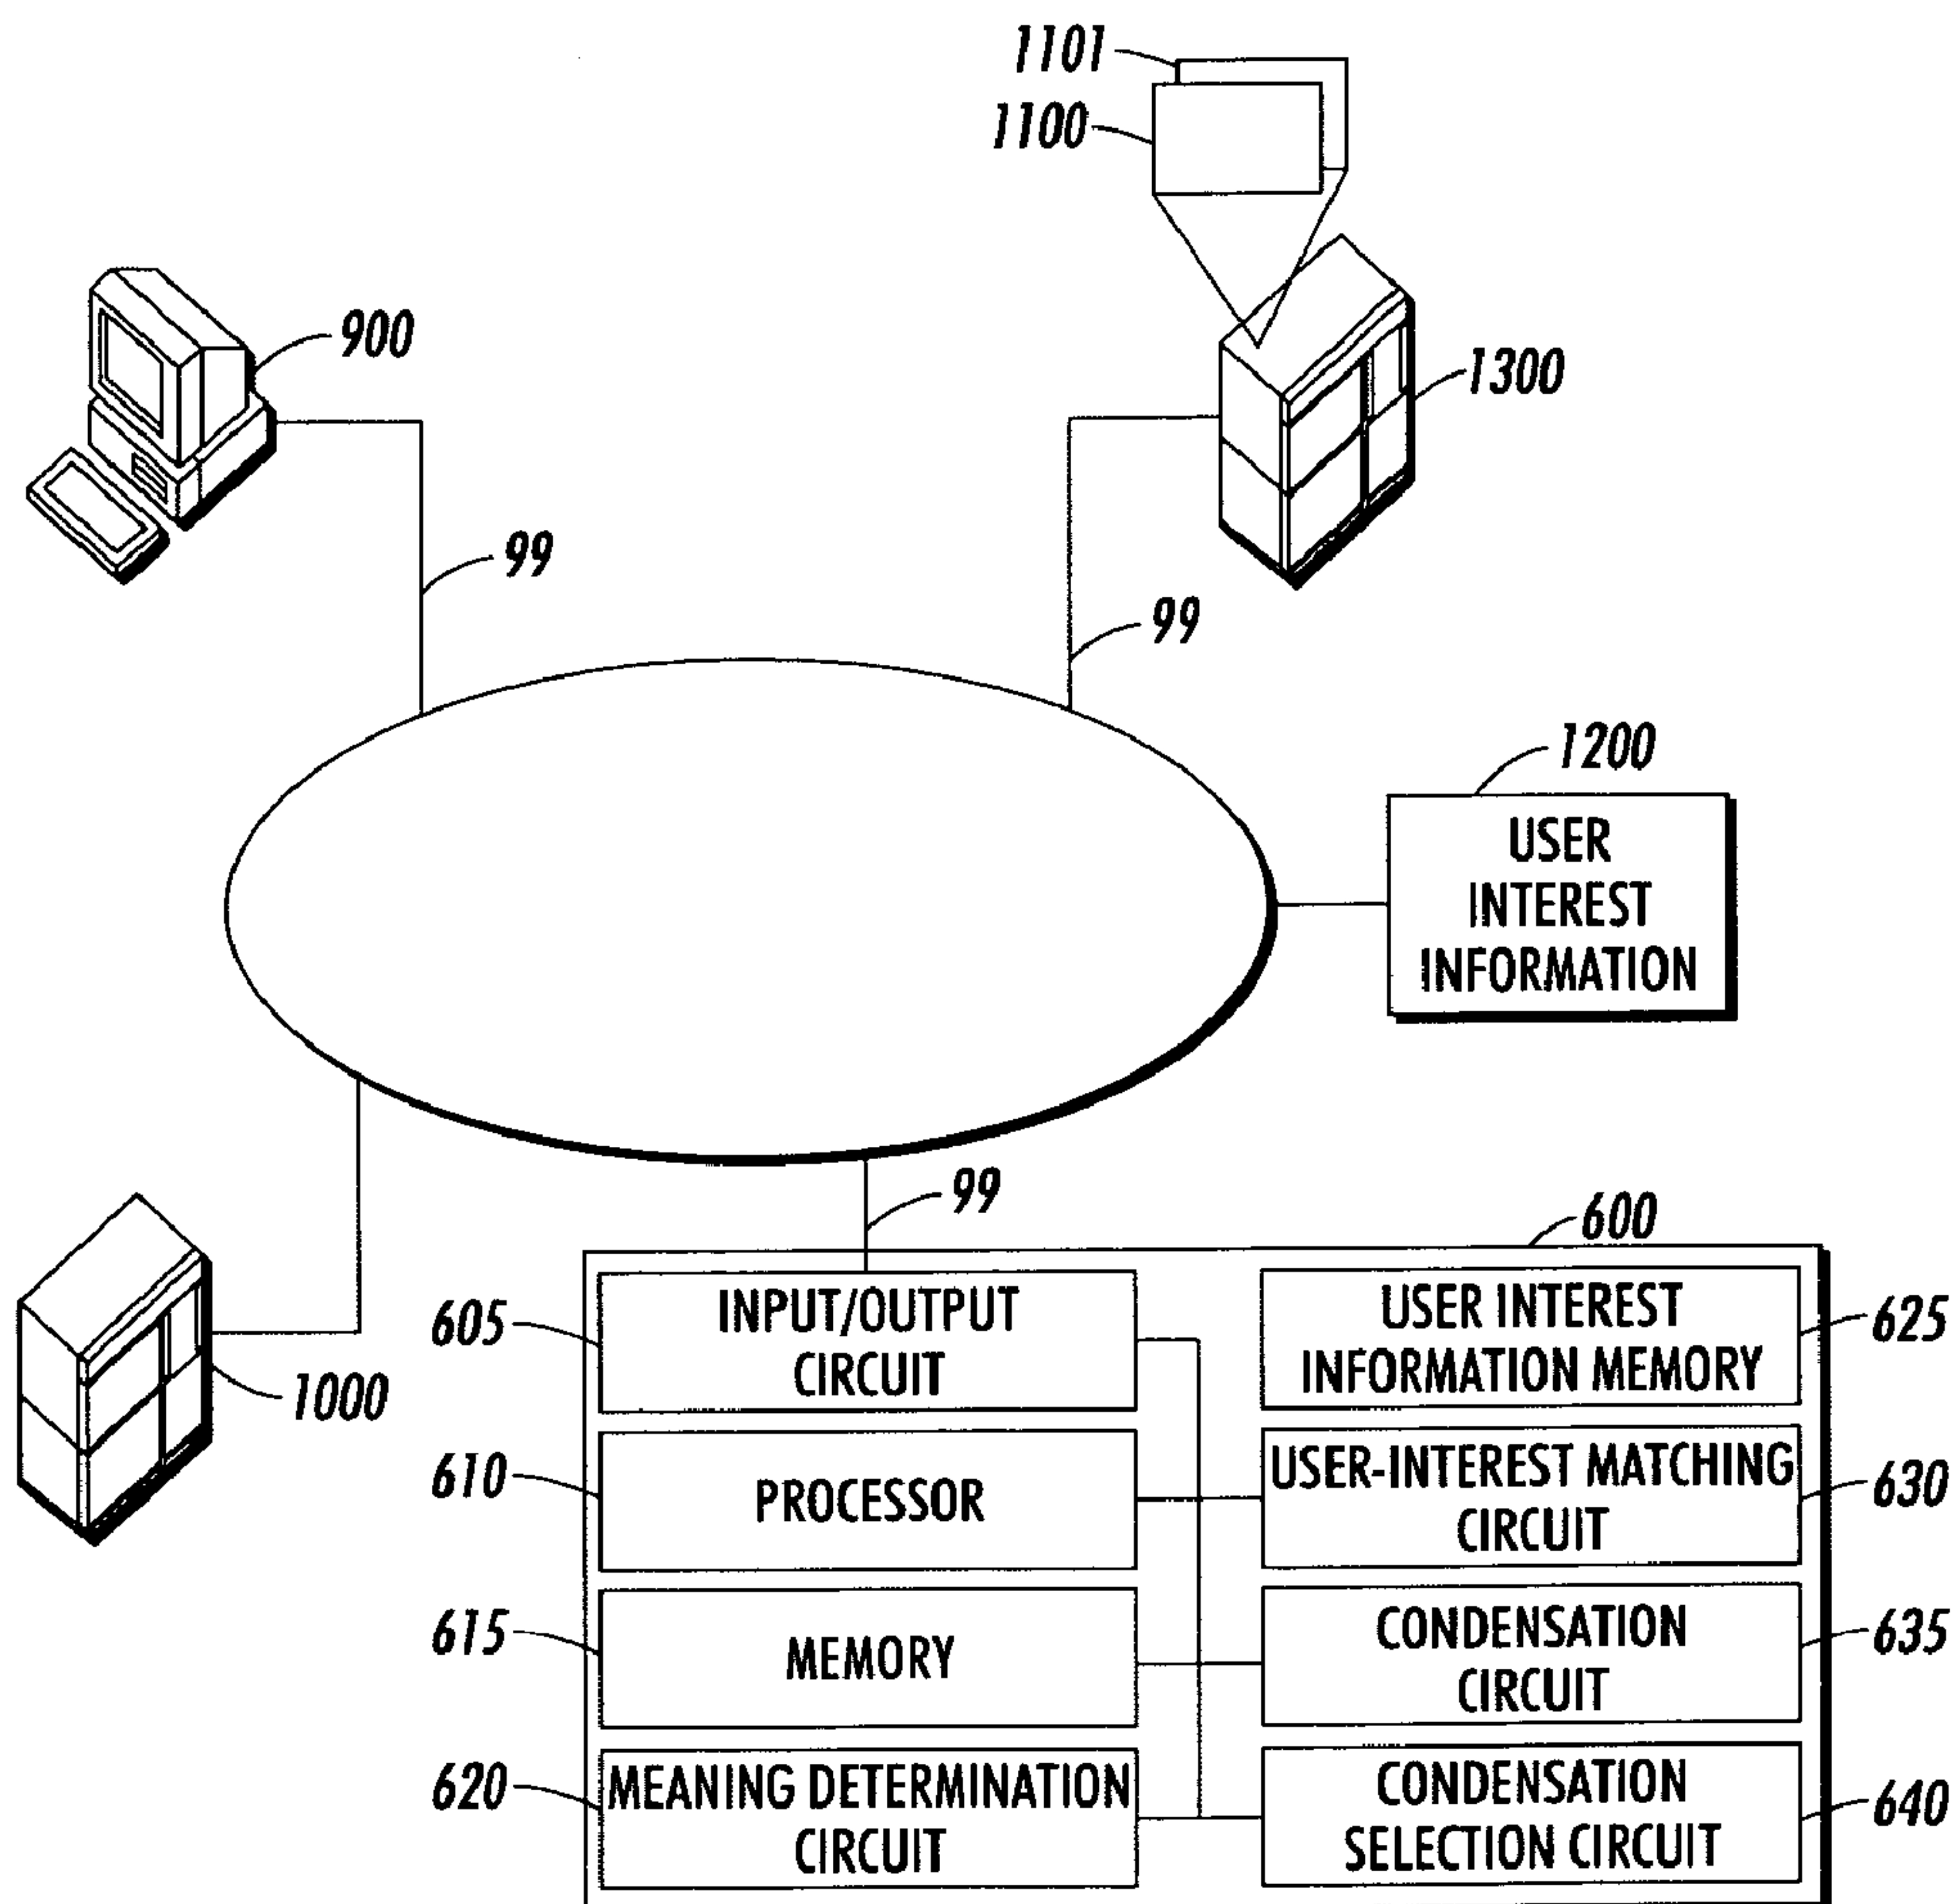 1101
1100
900
1300
99
99
1200
USER
INTEREST
INFORMATION
99
600
1000
605
INPUT/OUTPUT
CIRCUIT
USER INTEREST
INFORMATION MEMORY
625
610
PROCESSOR
USER-INTEREST MATCHING
CIRCUIT
630
615
MEMORY
CONDENSATION
CIRCUIT
635
620
MEANING DETERMINATION
CIRCUIT
CONDENSATION
SELECTION CIRCUIT
640